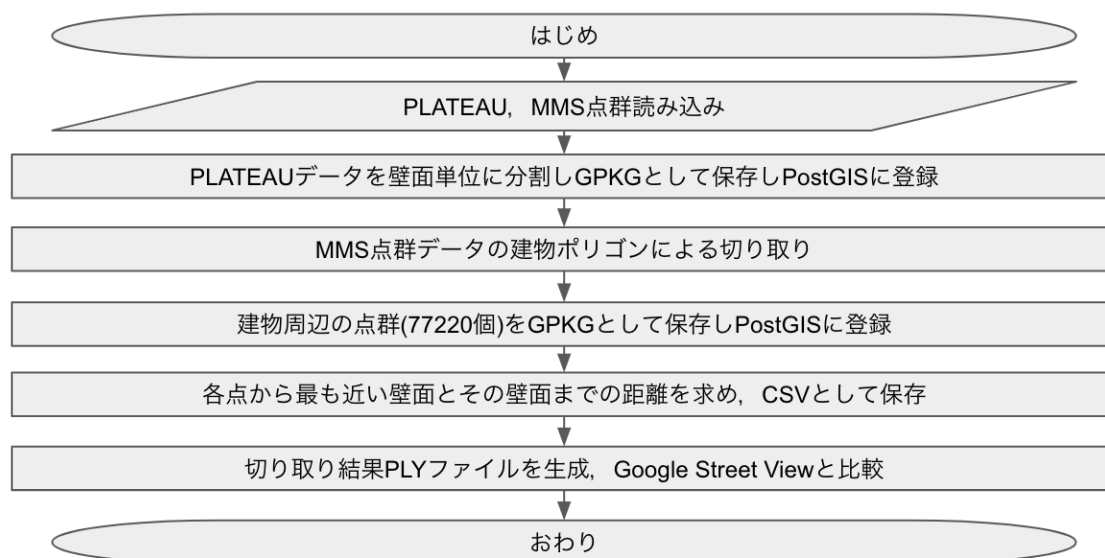 はじめ
PLATEAU，MMS点群読み込み
PLATEAUデータを壁面単位に分割しGPKGとして保存しPostGISに登録
MMS点群データの建物ポリゴンによる切り取り
建物周辺の点群(77220個)をGPKGとして保存しPostGISに登録
各点から最も近い壁面とその壁面までの距離を求め，CSVとして保存
切り取り結果PLYファイルを生成，Google Street Viewと比較
おわり